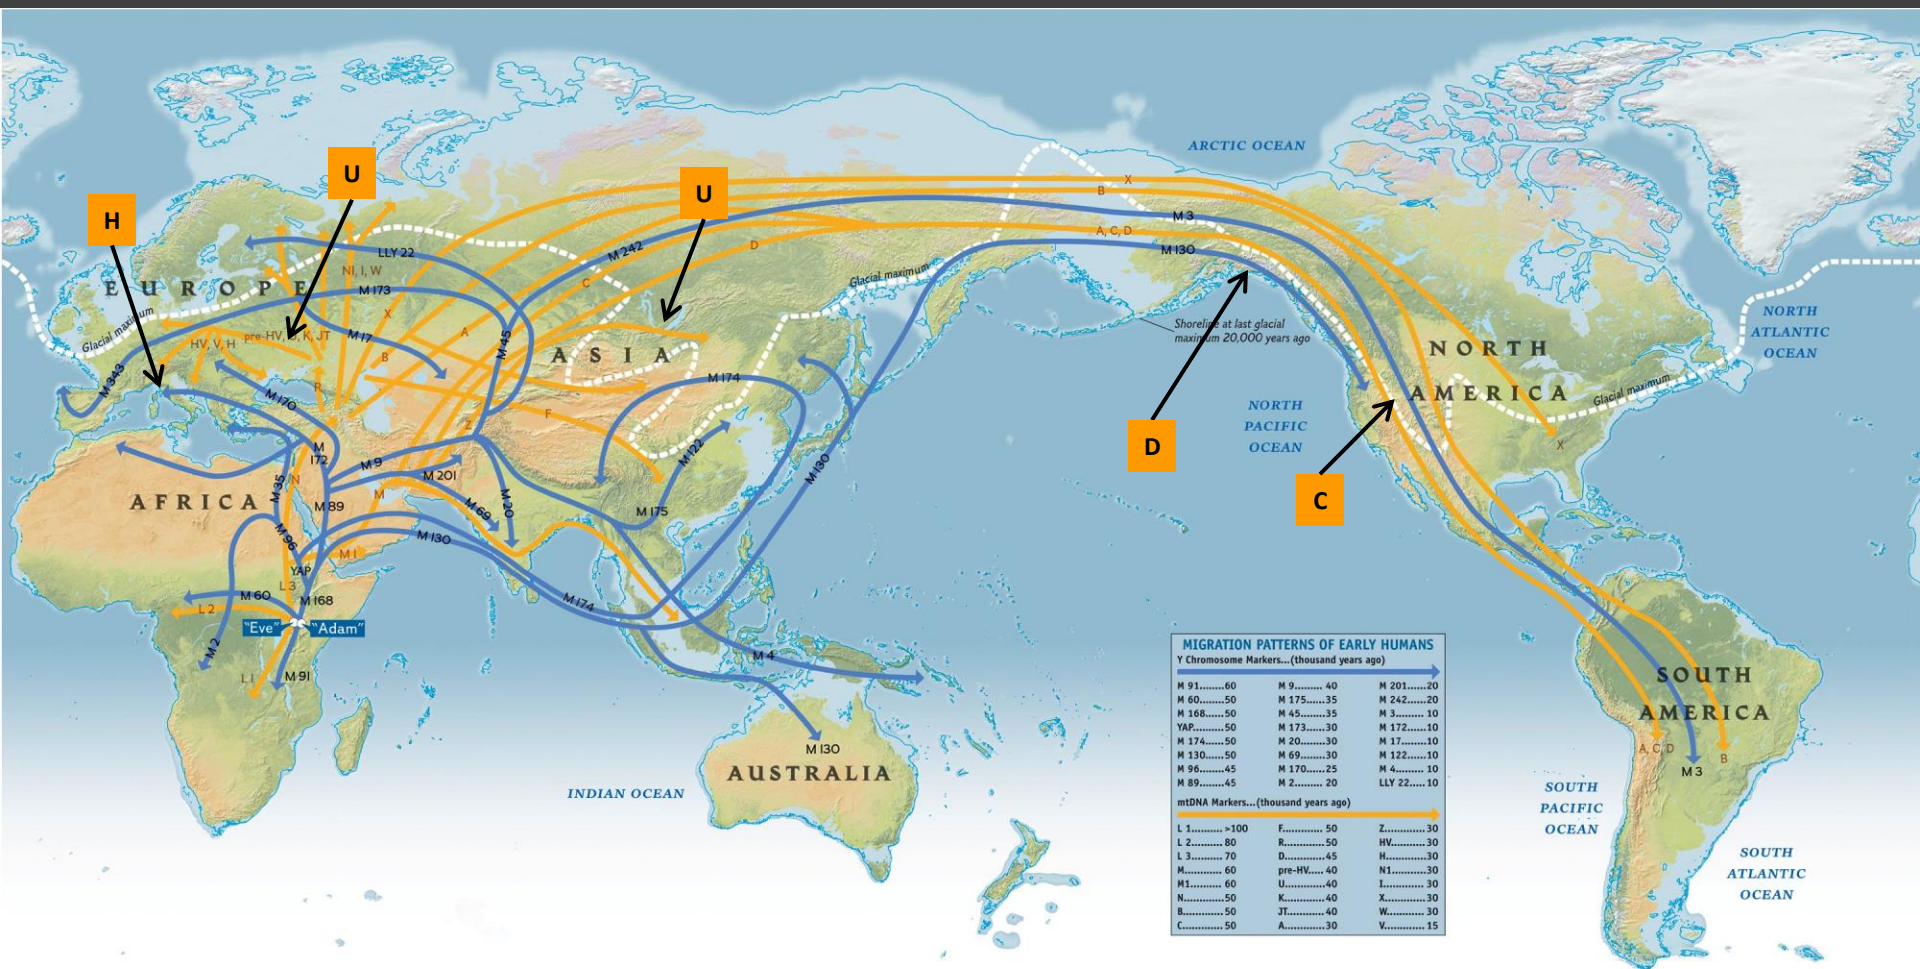 ARCTIC OCEAN
X
B
U
U
H
M 3
A, C, D
M 130
D
LLY 22
M 242
NI, I, W
C
Glacial maximum
EUROPE
M 173
X
Glacial maximum
A
M 17
M 45
HV, V, H
pre-HV, U, K, JT
B
ASIA
Shoreline at last glacial
maximum 20,000 years ago
NORTH
ATLANTIC
OCEAN
NORTH
AMERICA
Glacial maximum
M 343
R
M 174
M 170
F
Z
NORTH
PACIFIC
OCEAN
D
C
X
M
172
M 9
M 201
M 122
M 130
AFRICA
M 35
N
M
M 89
M 69
M 20
M 175
M 96
M 130
M 1
YAP
L 3
M 60
M 168
L 2
M 174
"Eve"
"Adam"
M 2
L 1
M 91
M 4
M 130
AUSTRALIA
INDIAN OCEAN
SOUTH
AMERICA
A, C, D
B
M 3
SOUTH
PACIFIC
OCEAN
SOUTH
ATLANTIC
OCEAN
MIGRATION PATTERNS OF EARLY HUMANS
Y Chromosome Markers...(thousand years ago)
M 91.......60 M 9......... 40 M 201......20
M 60.......50 M 175......35 M 242......20
M 168......50 M 45.......35 M 3......... 10
YAP.........50 M 173......30 M 172......10
M 174......50 M 20.......30 M 17.......10
M 130......50 M 69.......30 M 122......10
M 96.......45 M 170......25 M 4......... 10
M 89.......45 M 2........ 20 LLY 22.....10
mtDNA Markers...(thousand years ago)
L 1.......... >100 F............. 50 Z............. 30
L 2.......... 80 R.............50 HV............30
L 3.......... 70 D.............45 H..............30
M............ 60 pre-HV..... 40 N1............30
M1.......... 60 U.............40 I.............. 30
N.............50 K............. 40 X............. 30
B.............50 JT............40 W............ 30
C.............50 A.............30 V............. 15